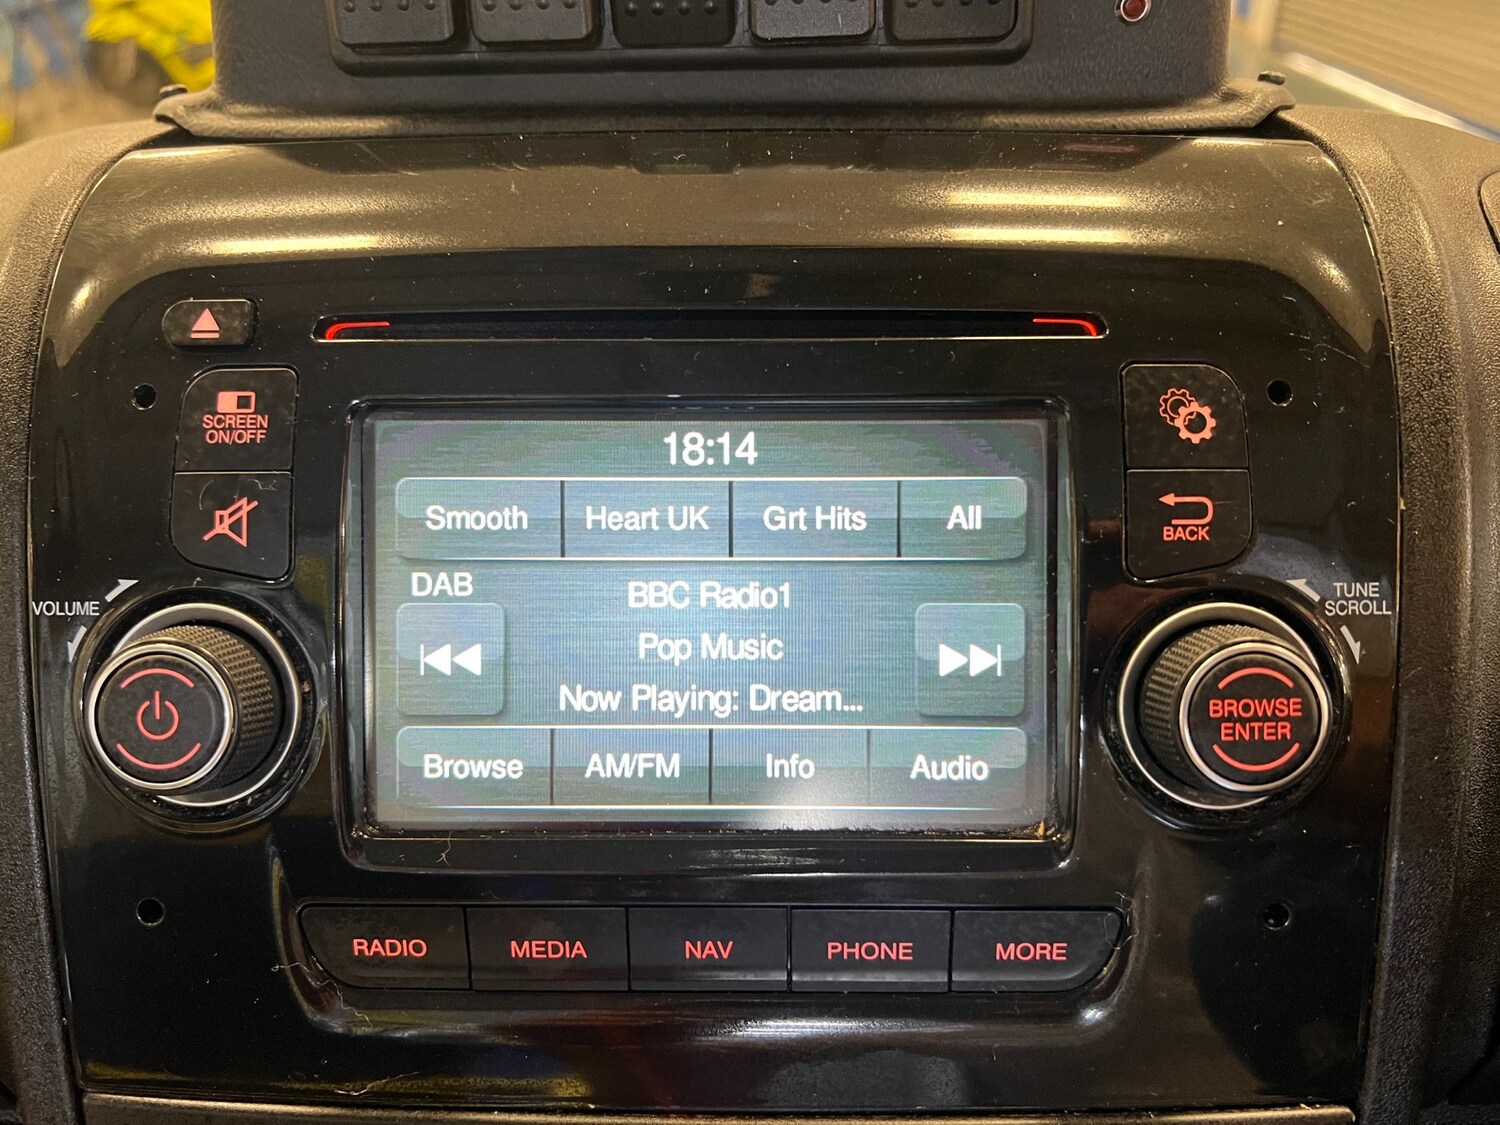 SCREEN
ON/OFF
18:14
Smooth
Heart UK
Grt Hits
All
BACK
DAB
BBC Radio1
Pop Music
Now Playing: Dream...
VOLUME
TUNE
SCROLL
BROWSE
ENTER
Browse
AM/FM
Info
Audio
RADIO
MEDIA
NAV
PHONE
MORE